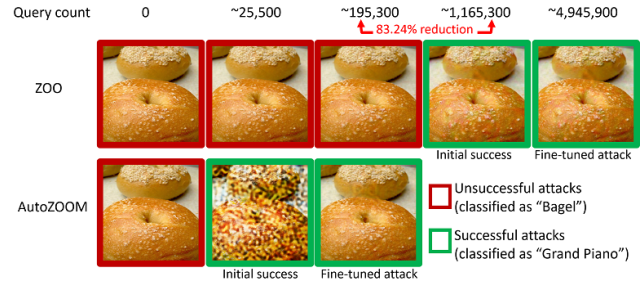 Query count 0 ~25,500 ~195,300 ~1,165,300 ~4,945,900
83.24% reduction
ZOO
Initial success Fine-tuned attack
AutoZOOM
Unsuccessful attacks
(classified as “Bagel”)
Successful attacks
(classified as “Grand Piano”)
Initial success Fine-tuned attack